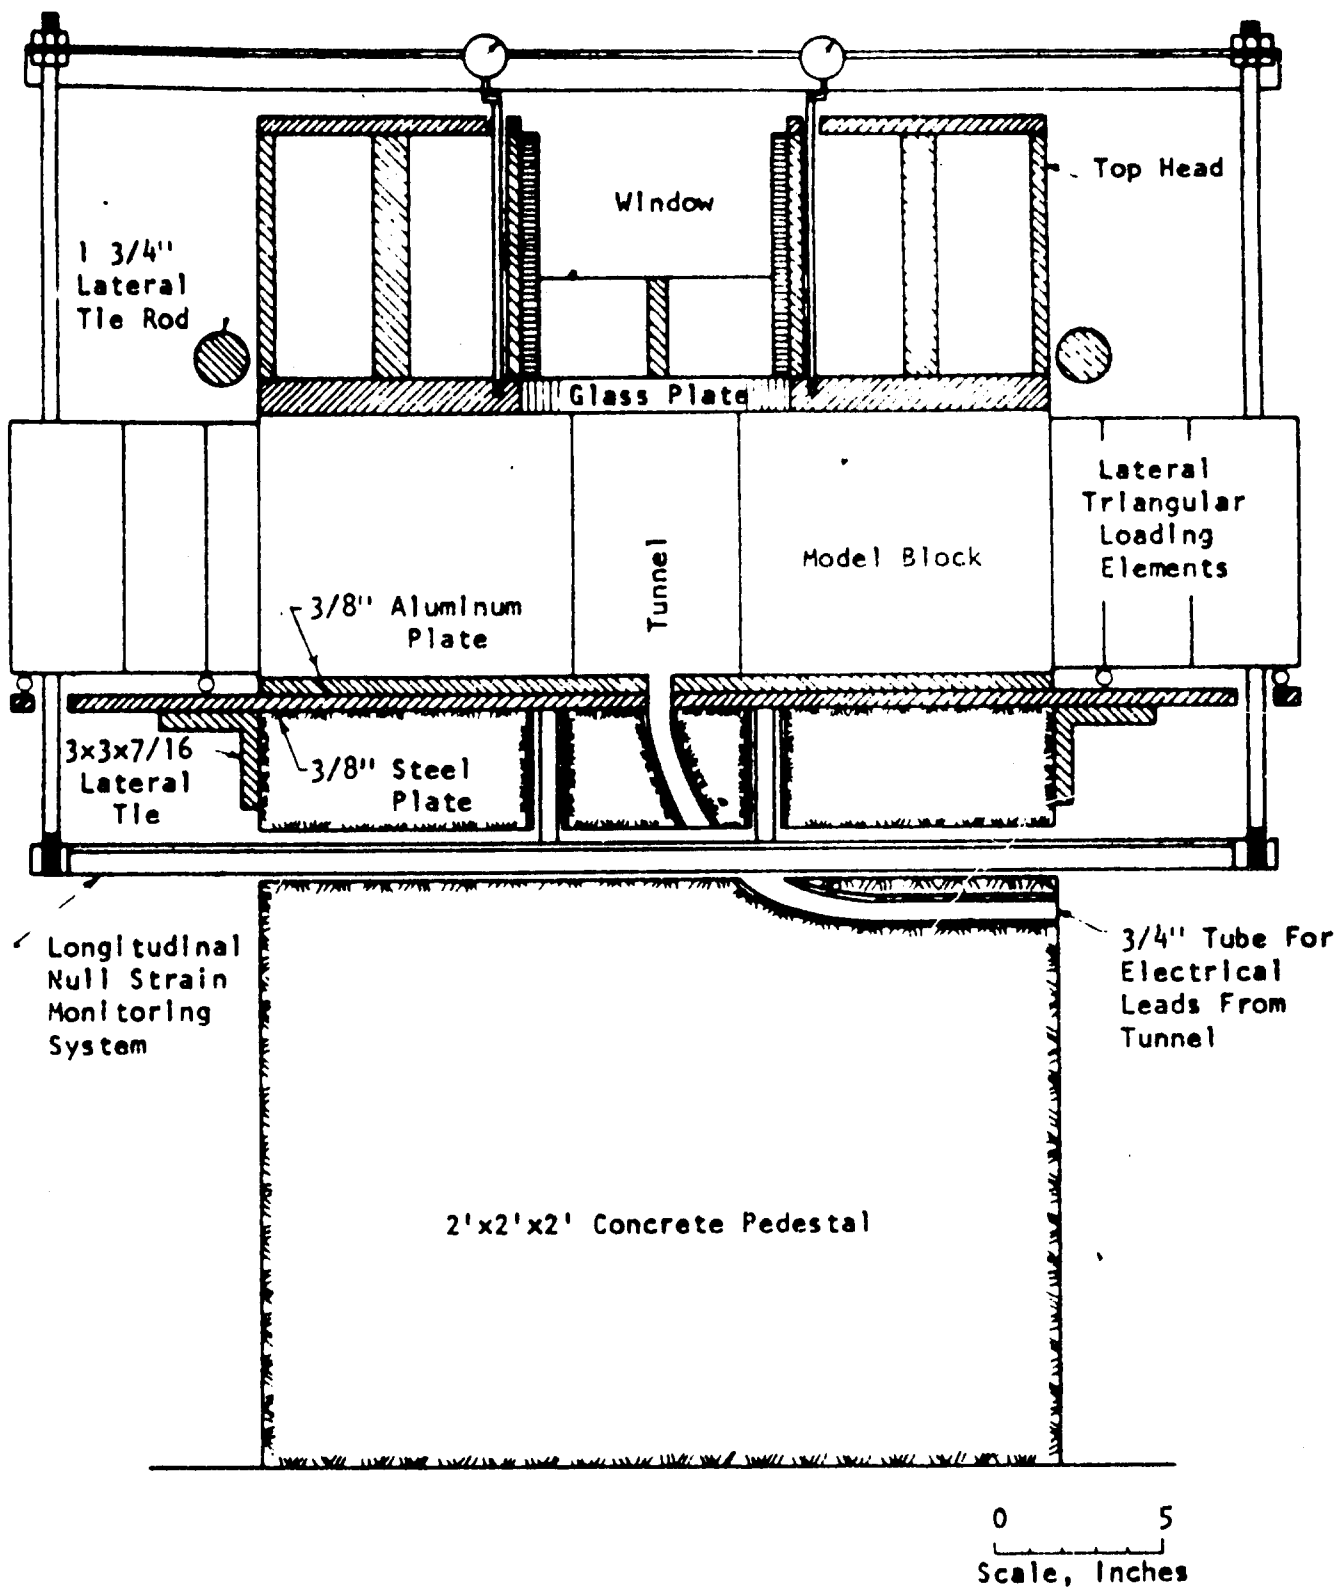 Top Head
Window
1 3/4"
Lateral
Tie Rod
Glass Plate
Lateral
Triangular
Loading
Elements
Tunnel
Model Block
3/8" Aluminum
Plate
3x3x7/16
Lateral
Tie
3/8" Steel
Plate
Longitudinal
Null Strain
Monitoring
System
3/4" Tube For
Electrical
Leads From
Tunnel
2'x2'x2' Concrete Pedestal
0 5
Scale, Inches